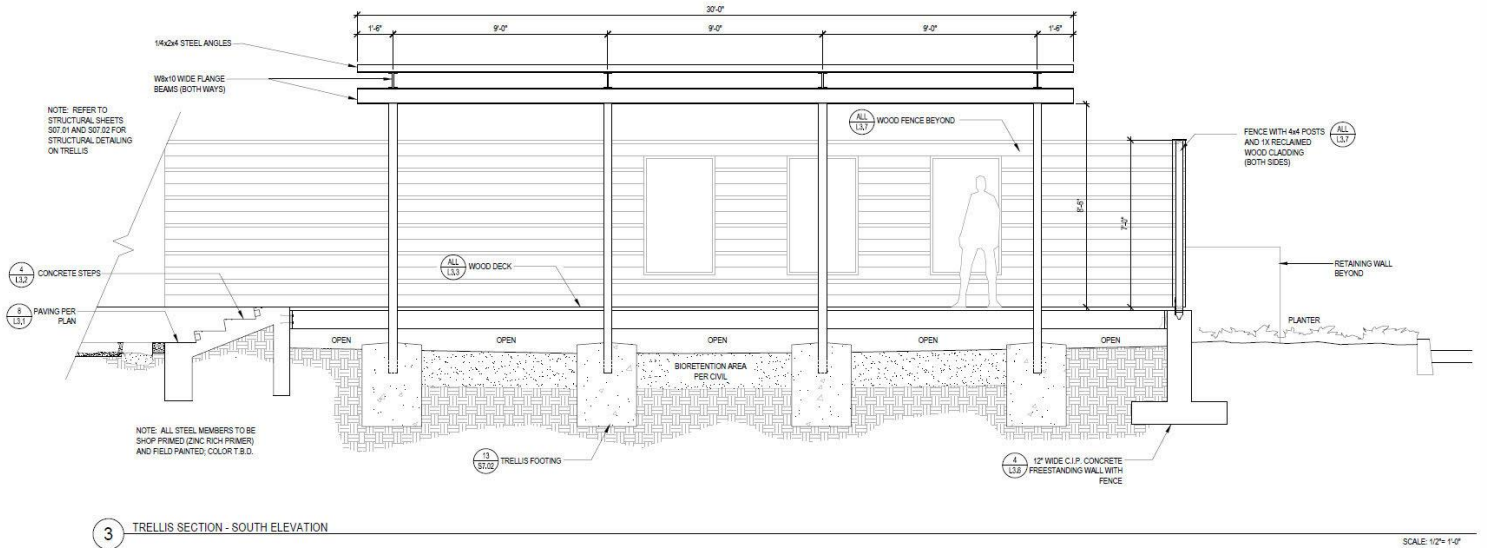 30'-0"
1'-6"
9'-0"
9'-0"
9'-0"
1'-6"
1/4x2x4 STEEL ANGLES
W8x10 WIDE FLANGE
BEAMS (BOTH WAYS)
NOTE: REFER TO
STRUCTURAL SHEETS
S07.01 AND S07.02 FOR
STRUCTURAL DETAILING
ON TRELLIS
ALL
L3.7
WOOD FENCE BEYOND
FENCE WITH 4x4 POSTS
AND 1X RECLAIMED
WOOD CLADDING
(BOTH SIDES)
ALL
L3.7
8'-6"
7'-0"
4
L3.2
CONCRETE STEPS
ALL
L3.3
WOOD DECK
RETAINING WALL
BEYOND
8
L3.1
PAVING PER
PLAN
PLANTER
OPEN
OPEN
OPEN
OPEN
OPEN
BIORETENTION AREA
PER CIVIL
NOTE: ALL STEEL MEMBERS TO BE
SHOP PRIMED (ZINC RICH PRIMER)
AND FIELD PAINTED; COLOR T.B.D.
13
S7.02
TRELLIS FOOTING
4
L3.8
12" WIDE C.I.P. CONCRETE
FREESTANDING WALL WITH
FENCE
3
TRELLIS SECTION - SOUTH ELEVATION
SCALE: 1/2"= 1'-0"